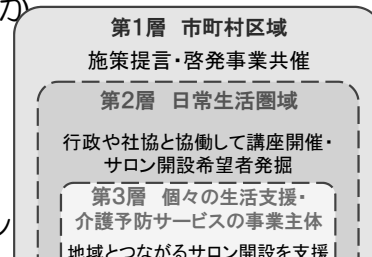 が
第1層 市町村区域
施策提言・啓発事業共催
第2層 日常生活圏域
行政や社協と協働して講座開催・
サロン開設希望者発掘
第3層 個々の生活支援・
介護予防サービスの事業主体
地域とつながるサロン開設を支援